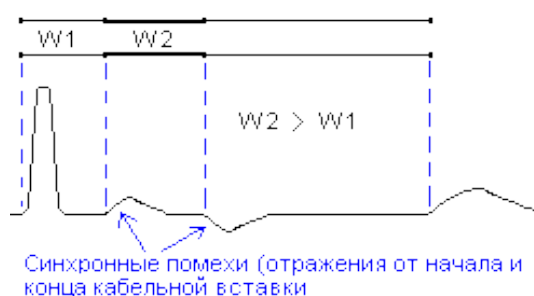 W1 W2
W2 > W1
Синхронные помехи (отражения от начала и
конца кабельной вставки